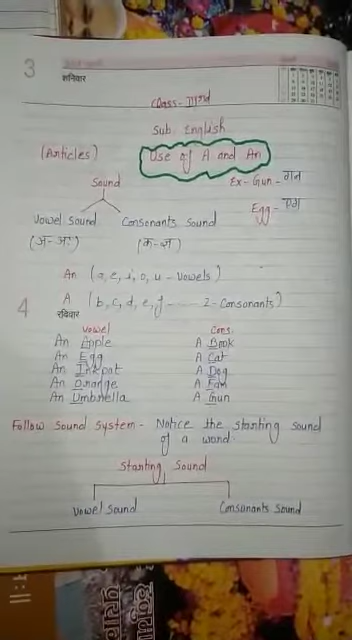 3
शनिवार
Class - गार्ड
Sub English
(Articles)
Use of A and An
Sound
Ex - Gun - गन
Egg - एग
Vowel Sound
Consonants Sound
(अ - अः)
(क - ज्ञ)
An (a, e, i, o, u - Vowels)
A (b, c, d, e, f ------ z - Consonants)
4
रविवार
Vowel
Cons.
An Apple
A Book
An Egg
A Cat
An Inkpot
A Dog
An Orange
A Fan
An Umbrella
A Gun
Follow Sound System - Notice the starting sound
of a word.
Starting Sound
Vowel Sound
Consonants Sound